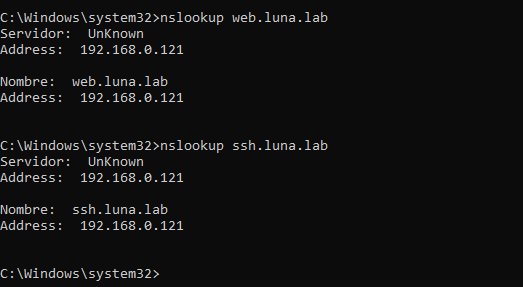 C:\Windows\system32>nslookup web.luna.lab
Servidor:  UnKnown
Address:  192.168.0.121

Nombre:  web.luna.lab
Address:  192.168.0.121

C:\Windows\system32>nslookup ssh.luna.lab
Servidor:  UnKnown
Address:  192.168.0.121

Nombre:  ssh.luna.lab
Address:  192.168.0.121

C:\Windows\system32>